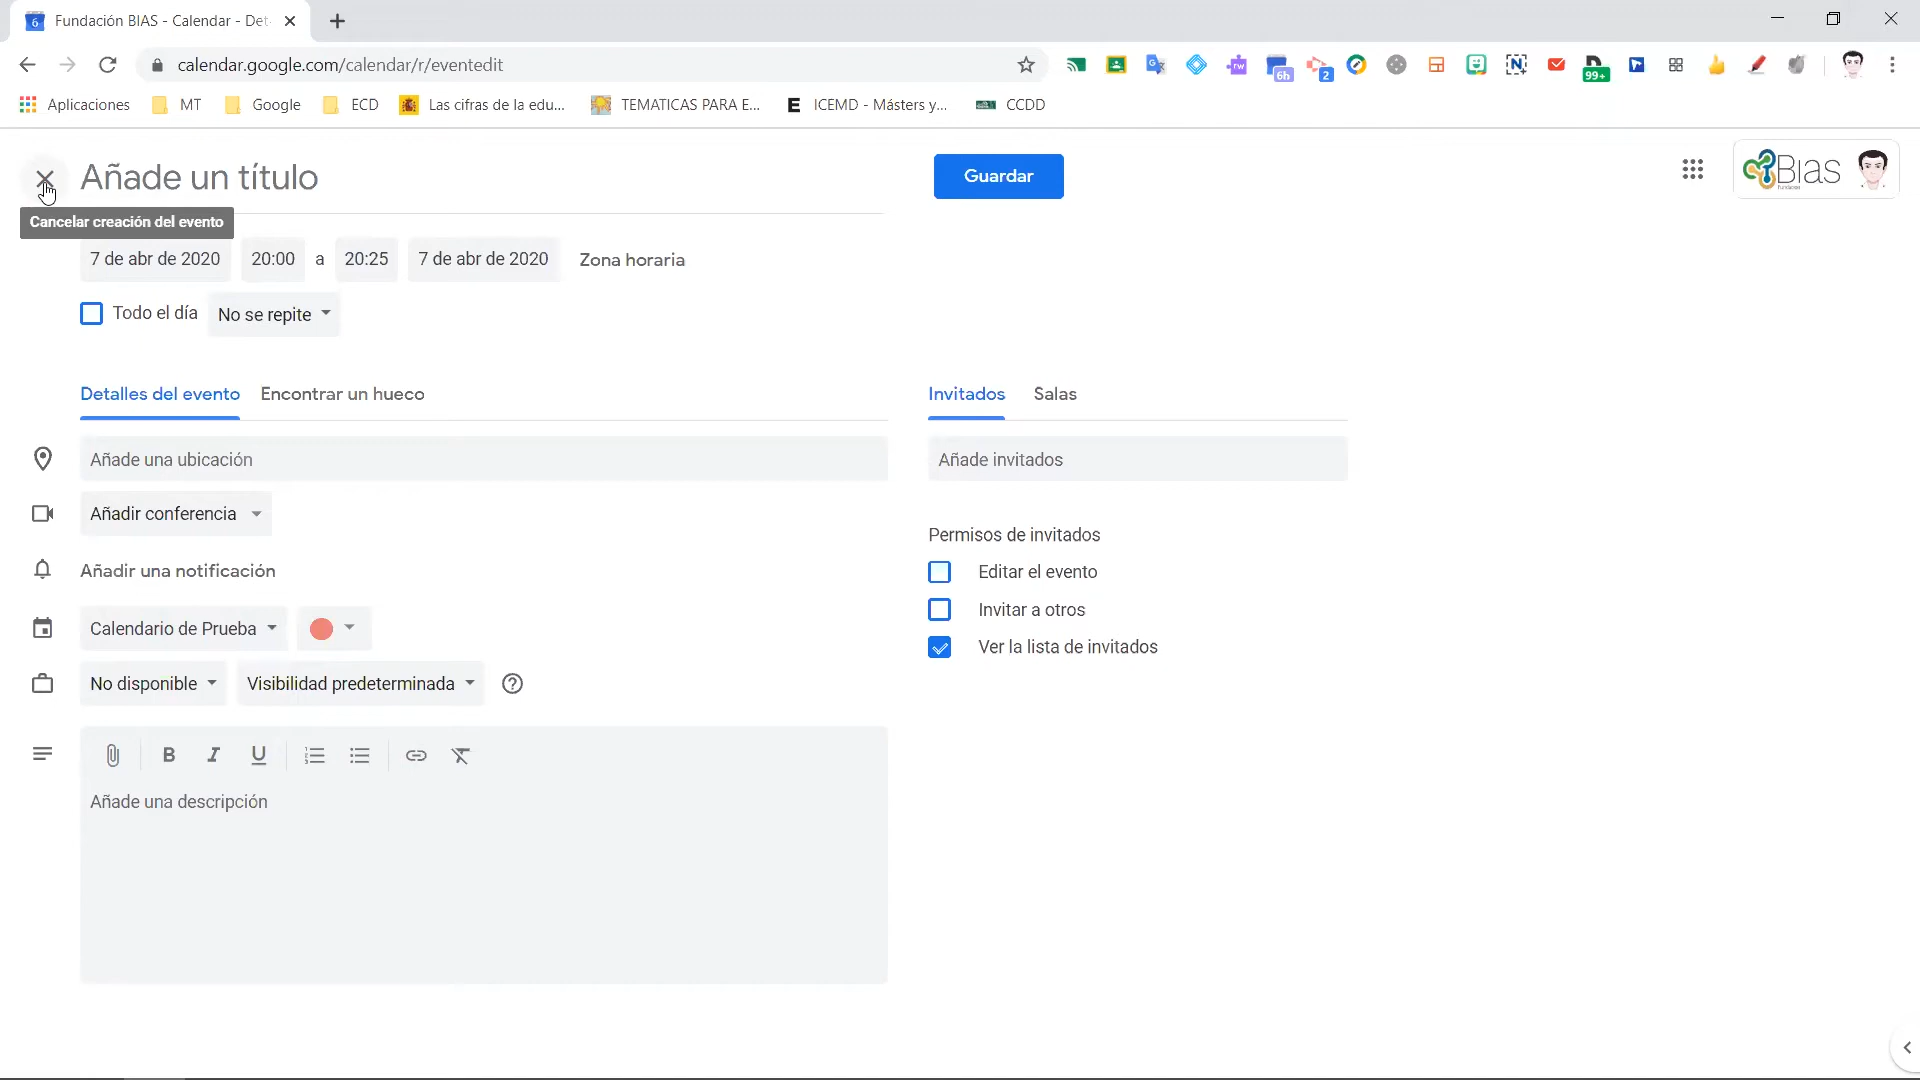 Fundación BIAS - Calendar - Det
calendar.google.com/calendar/r/eventedit
6h
2
99+
Aplicaciones
MT
Google
ECD
Las cifras de la edu...
TEMATICAS PARA E...
ICEMD - Másters y...
CCDD
Añade un título
Guardar
Bias
Cancelar creación del evento
7 de abr de 2020
20:00
a
20:25
7 de abr de 2020
Zona horaria
Todo el día
No se repite
Detalles del evento
Encontrar un hueco
Invitados
Salas
Añade una ubicación
Añade invitados
Añadir conferencia
Permisos de invitados
Añadir una notificación
Editar el evento
Invitar a otros
Calendario de Prueba
Ver la lista de invitados
No disponible
Visibilidad predeterminada
B I U
Añade una descripción